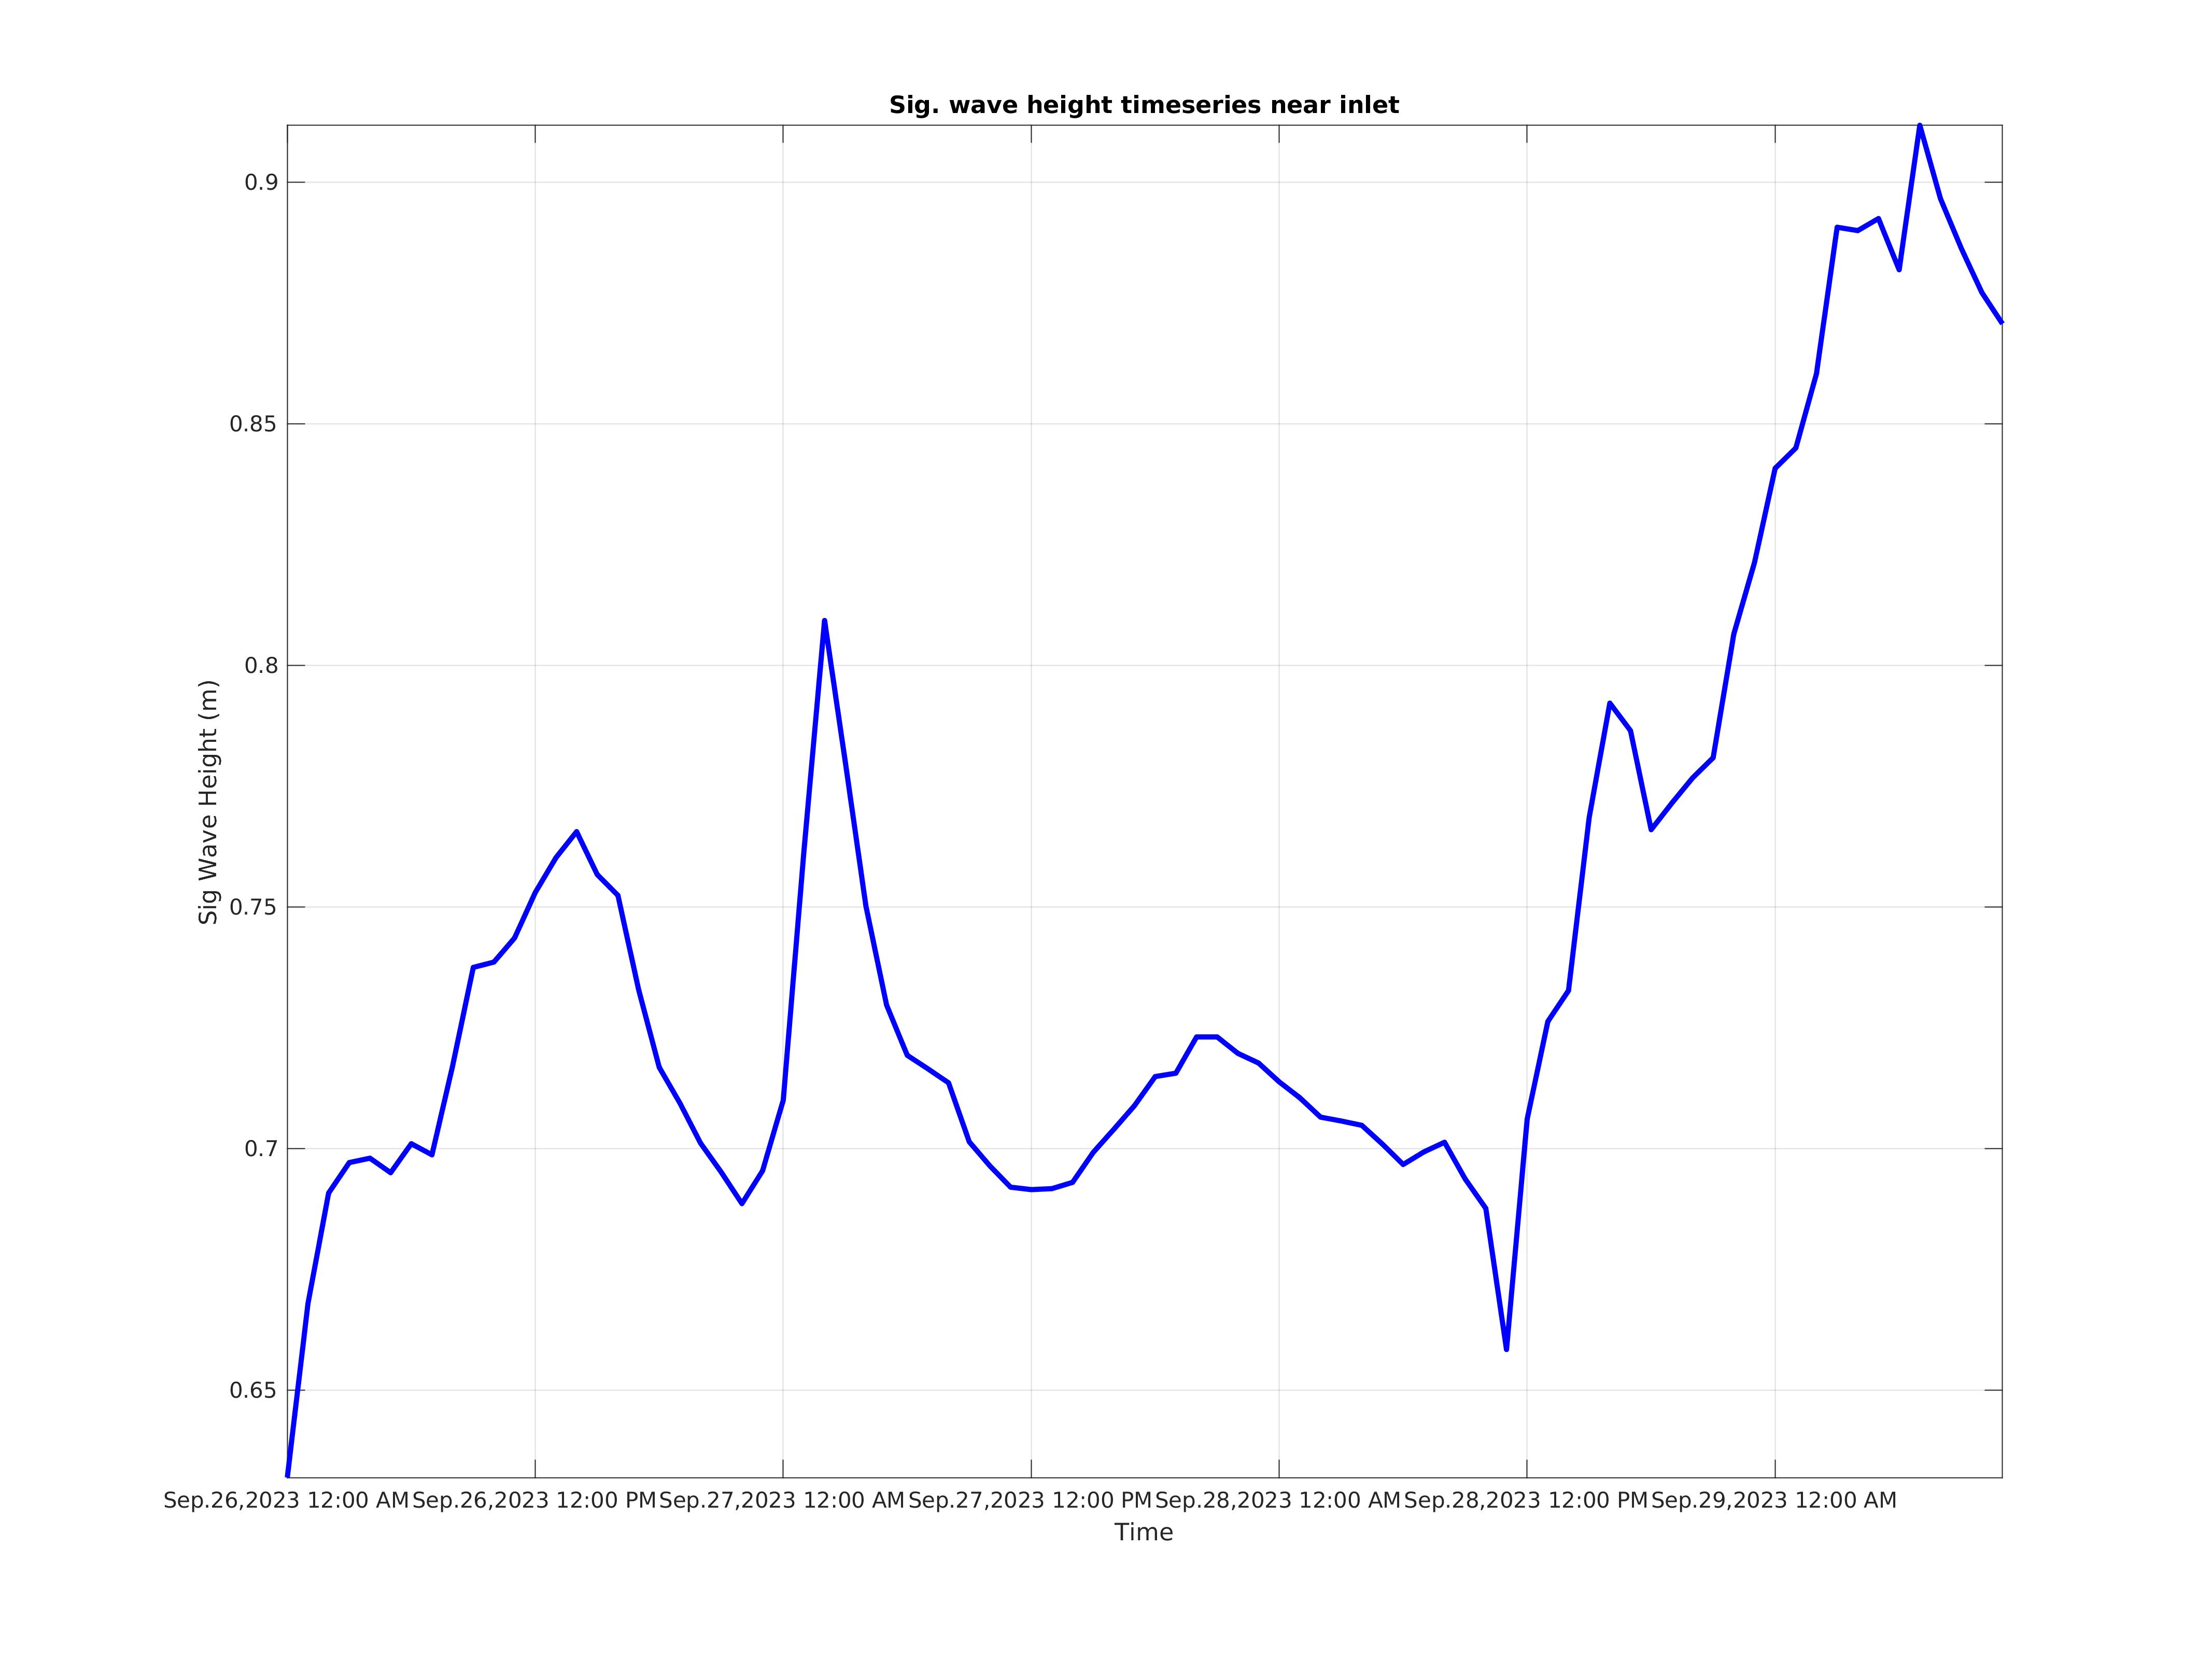 Sig. wave height timeseries near inlet
0.9
0.85
0.8
0.75
0.7
0.65
Sig Wave Height (m)
Sep.26,2023 12:00 AM Sep.26,2023 12:00 PM Sep.27,2023 12:00 AM Sep.27,2023 12:00 PM Sep.28,2023 12:00 AM Sep.28,2023 12:00 PM Sep.29,2023 12:00 AM
Time